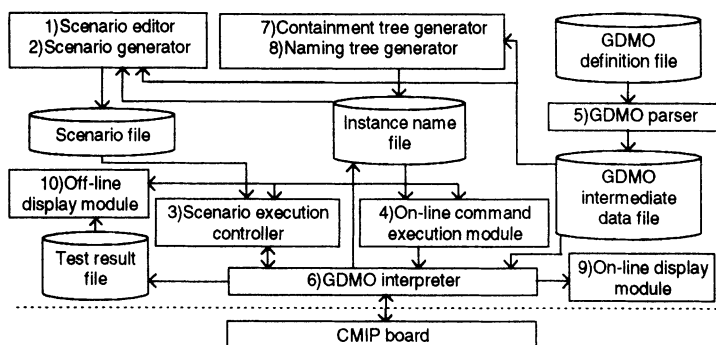 1)Scenario editor
2)Scenario generator
7)Containment tree generator
8)Naming tree generator
GDMO
definition file
5)GDMO parser
Scenario file
Instance name
file
GDMO
intermediate
data file
10)Off-line
display module
3)Scenario execution
controller
4)On-line command
execution module
Test result
file
6)GDMO interpreter
9)On-line display
module
CMIP board